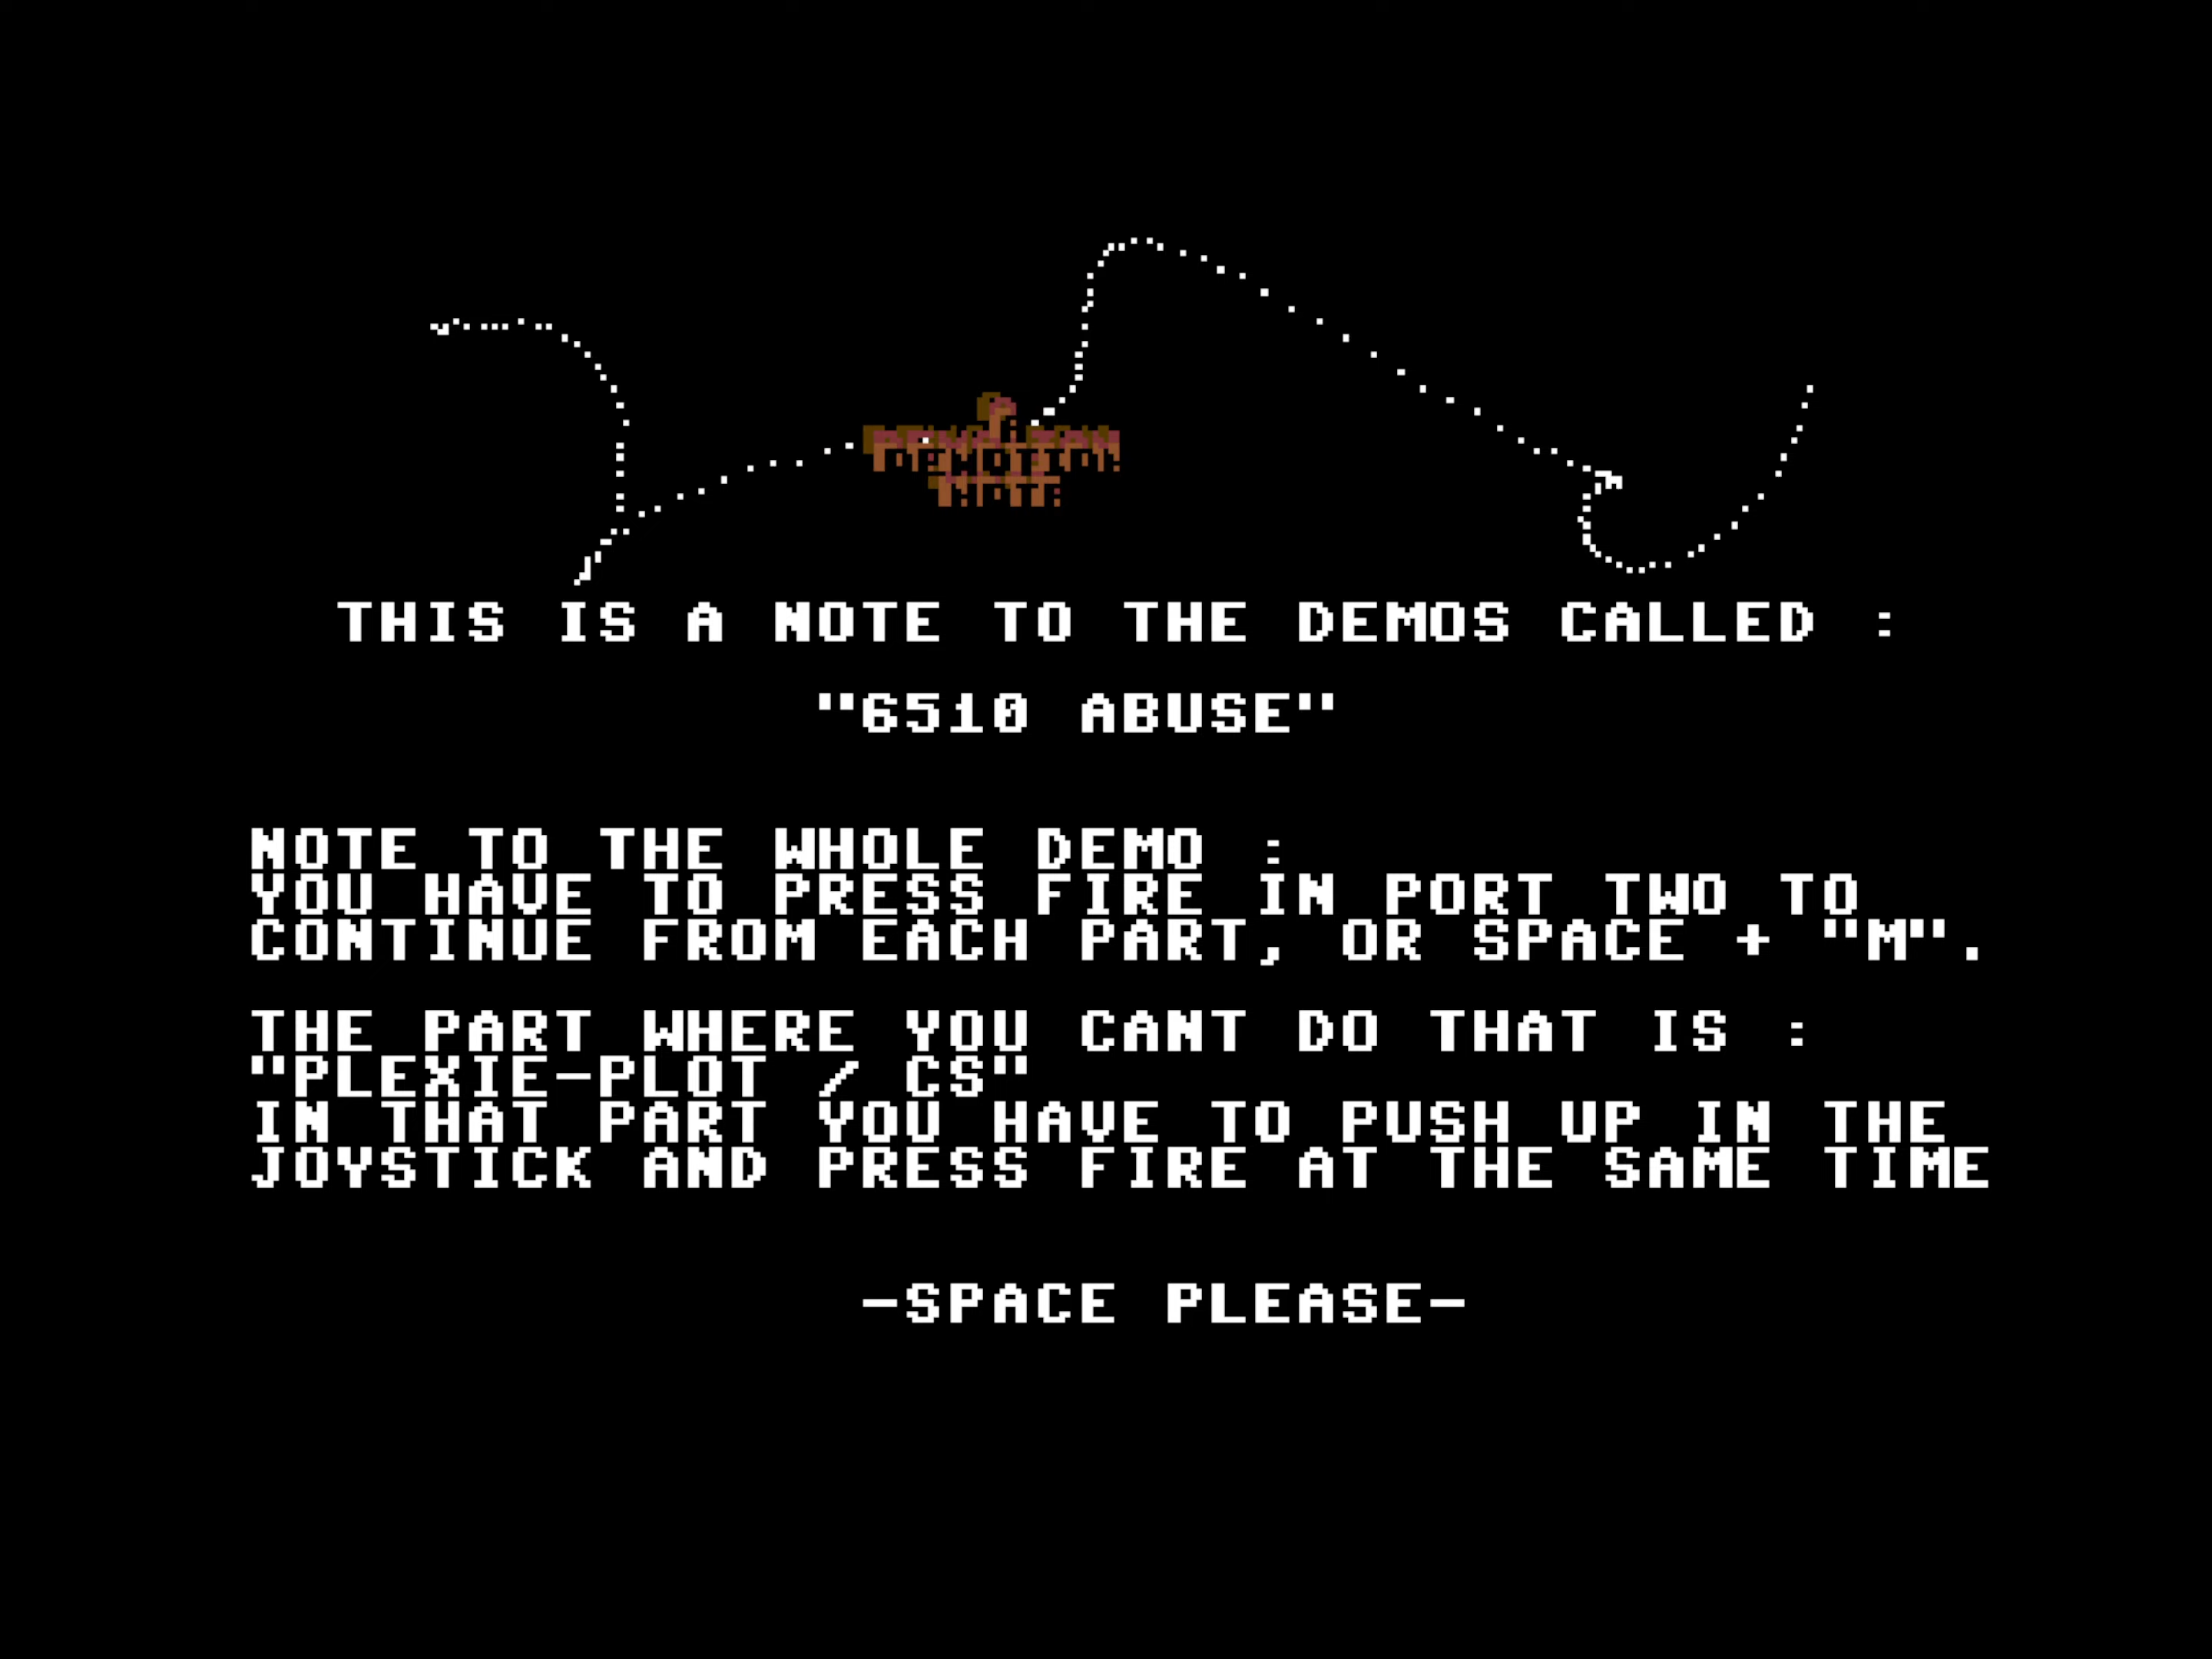 THIS IS A NOTE TO THE DEMOS CALLED :
"6510 ABUSE"
NOTE TO THE WHOLE DEMO :
YOU HAVE TO PRESS FIRE IN PORT TWO TO
CONTINUE FROM EACH PART, OR SPACE + "M".
THE PART WHERE YOU CANT DO THAT IS :
"PLEXIE-PLOT / CS"
IN THAT PART YOU HAVE TO PUSH UP IN THE
JOYSTICK AND PRESS FIRE AT THE SAME TIME
-SPACE PLEASE-